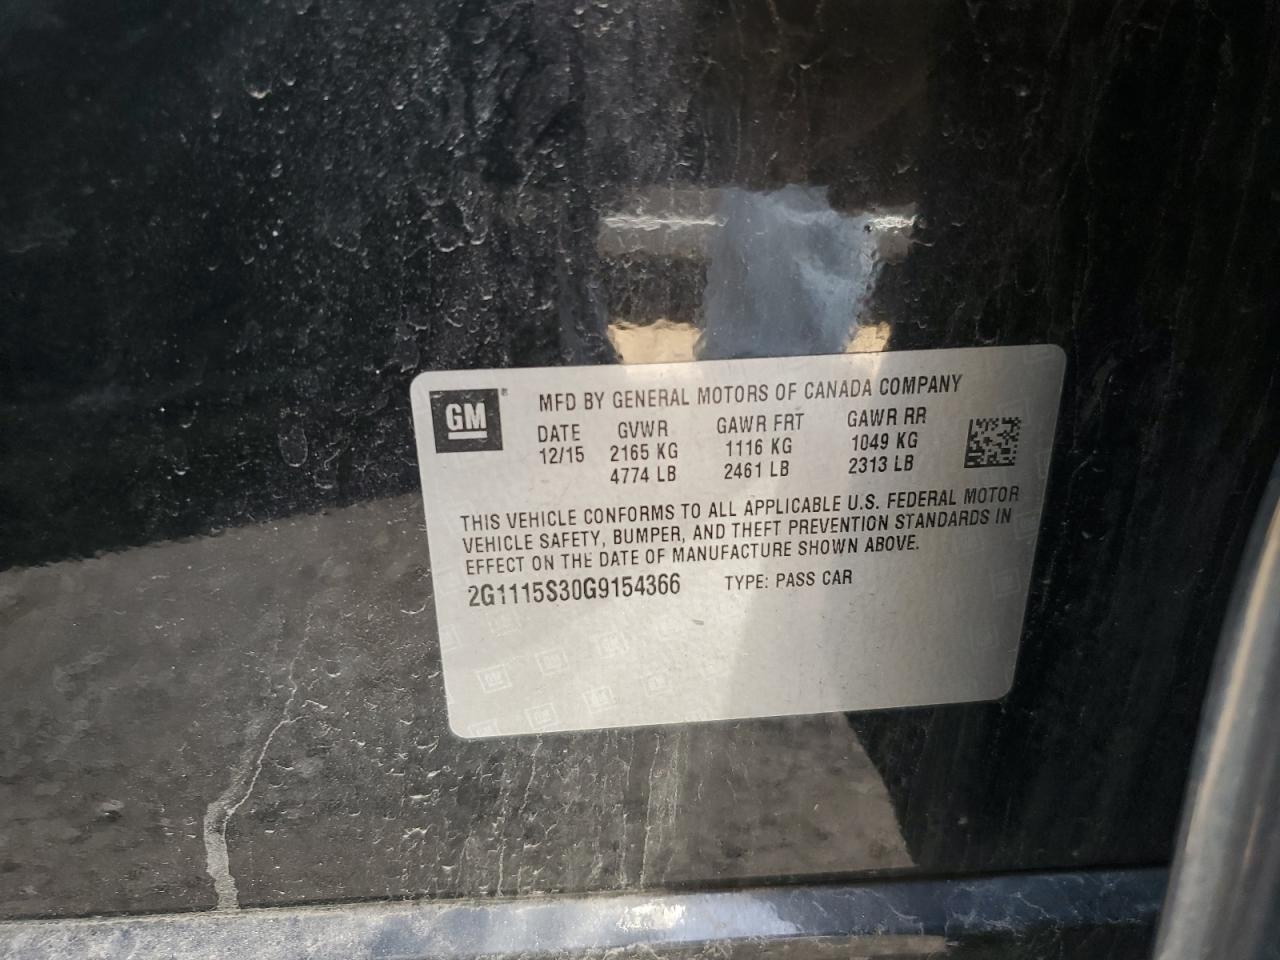 GM ®
MFD BY GENERAL MOTORS OF CANADA COMPANY
DATE GVWR GAWR FRT GAWR RR
12/15 2165 KG 1116 KG 1049 KG
4774 LB 2461 LB 2313 LB
THIS VEHICLE CONFORMS TO ALL APPLICABLE U.S. FEDERAL MOTOR
VEHICLE SAFETY, BUMPER, AND THEFT PREVENTION STANDARDS IN
EFFECT ON THE DATE OF MANUFACTURE SHOWN ABOVE.
2G1115S30G9154366 TYPE: PASS CAR